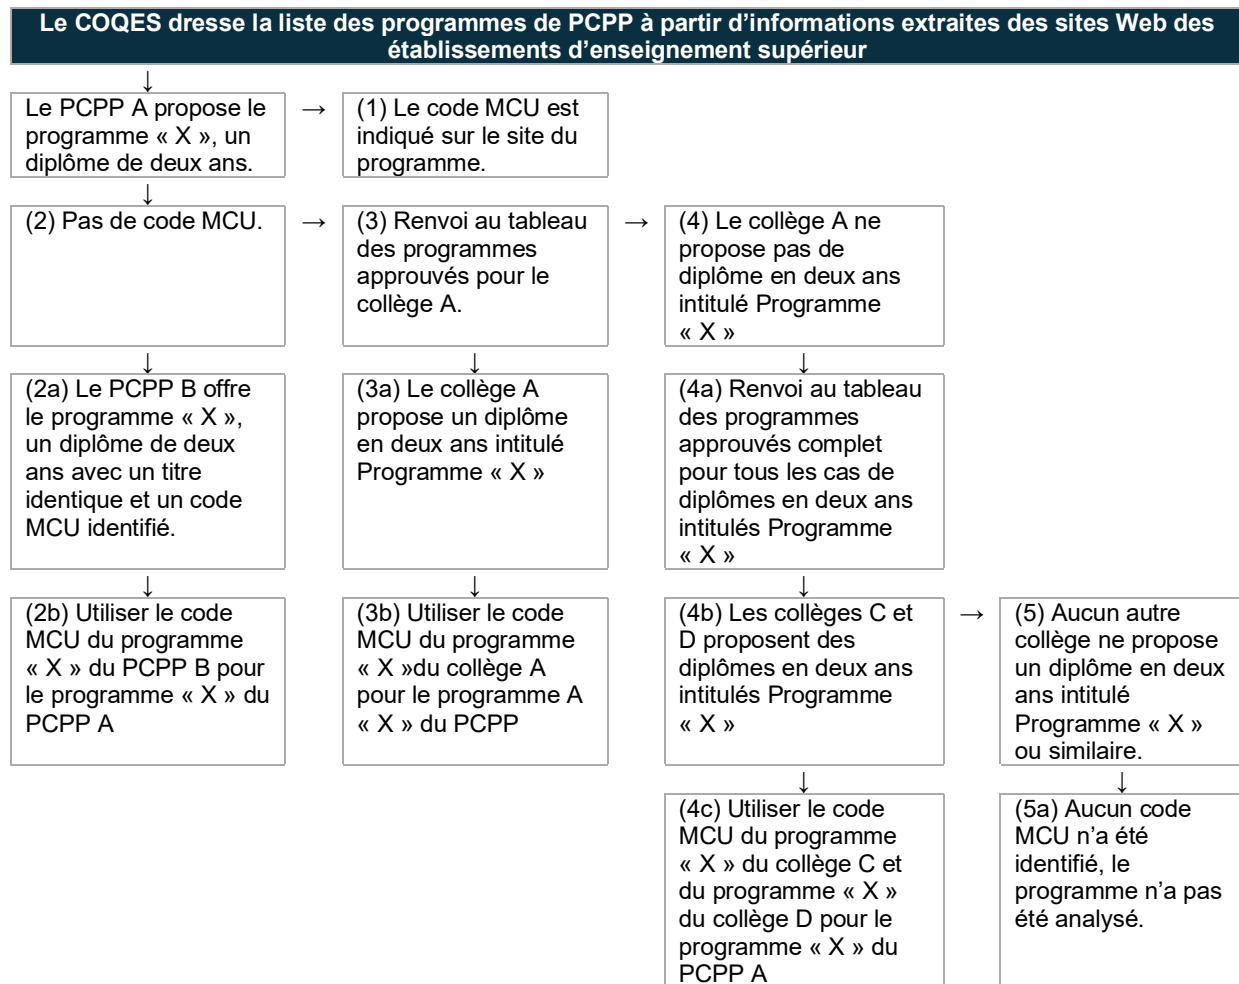 Le COQES dresse la liste des programmes de PCPP à partir d’informations extraites des sites Web des
établissements d’enseignement supérieur
↓
Le PCPP A propose le
programme « X », un
diplôme de deux ans.
→
(1) Le code MCU est
indiqué sur le site du
programme.
↓
(2) Pas de code MCU.
→
(3) Renvoi au tableau
des programmes
approuvés pour le
collège A.
→
(4) Le collège A ne
propose pas de
diplôme en deux ans
intitulé Programme
« X »
↓
↓
↓
(2a) Le PCPP B offre
le programme « X »,
un diplôme de deux
ans avec un titre
identique et un code
MCU identifié.
(3a) Le collège A
propose un diplôme
en deux ans intitulé
Programme « X »
(4a) Renvoi au tableau
des programmes
approuvés complet
pour tous les cas de
diplômes en deux ans
intitulés Programme
« X »
↓
↓
↓
(2b) Utiliser le code
MCU du programme
« X » du PCPP B pour
le programme « X » du
PCPP A
(3b) Utiliser le code
MCU du programme
« X »du collège A
pour le programme A
« X » du PCPP
(4b) Les collèges C et
D proposent des
diplômes en deux ans
intitulés Programme
« X »
→
(5) Aucun autre
collège ne propose
un diplôme en deux
ans intitulé
Programme « X »
ou similaire.
↓
↓
(4c) Utiliser le code
MCU du programme
« X » du collège C et
du programme « X »
du collège D pour le
programme « X » du
PCPP A
(5a) Aucun code
MCU n’a été
identifié, le
programme n’a pas
été analysé.